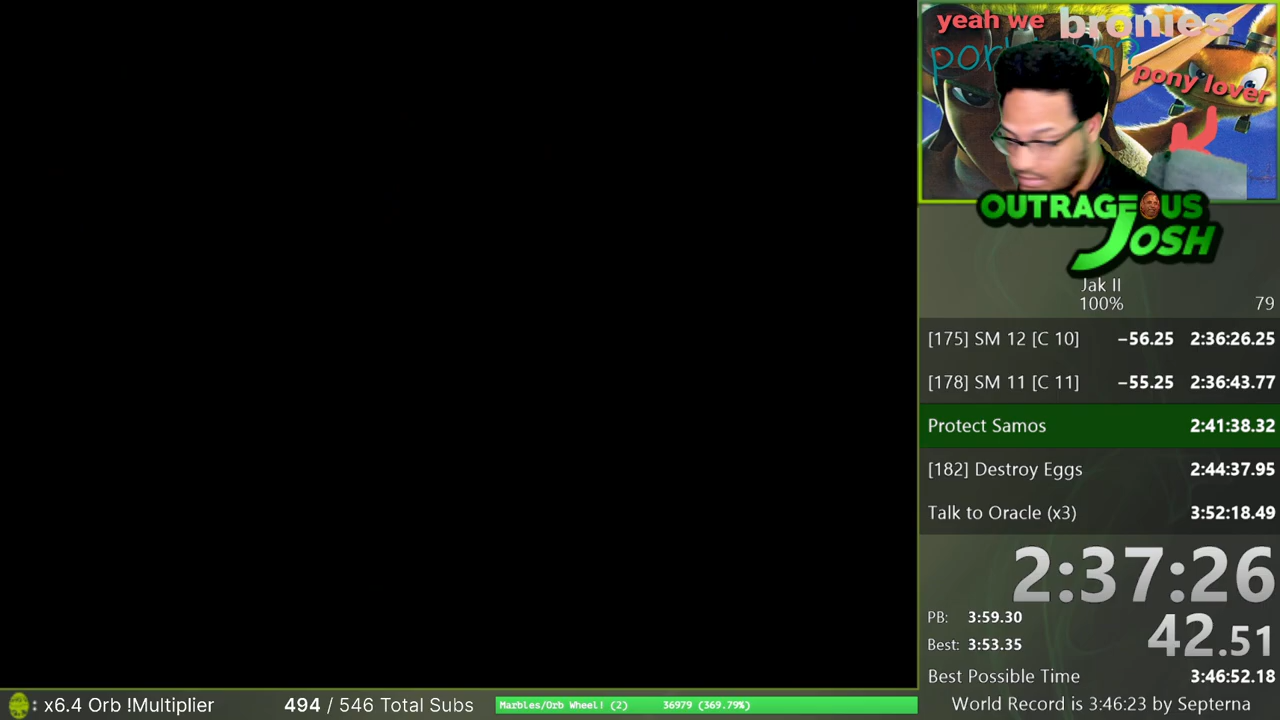 yeah we bronies
pony lover
OUTRAGEOUS
JOSH
Jak II
100% 79
[175] SM 12 [C 10] −56.25 2:36:26.25
[178] SM 11 [C 11] −55.25 2:36:43.77
Protect Samos 2:41:38.32
[182] Destroy Eggs 2:44:37.95
Talk to Oracle (x3) 3:52:18.49
2:37:26
PB: 3:59.30
42.51
Best: 3:53.35
Best Possible Time 3:46:52.18
: x6.4 Orb !Multiplier 494 / 546 Total Subs Marbles/Orb Wheel! (2) 36979 (369.79%) World Record is 3:46:23 by Septerna